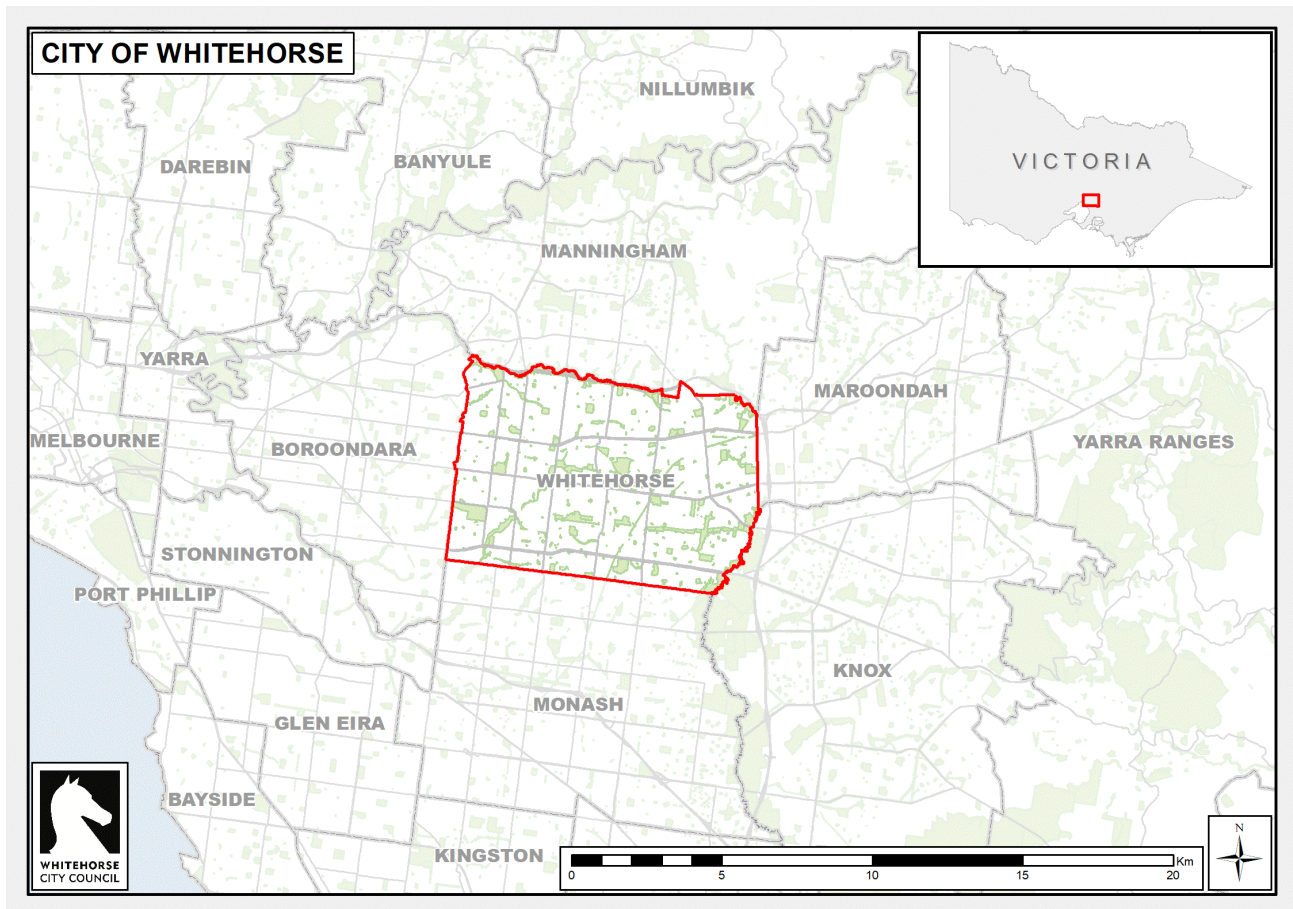 CITY OF WHITEHORSE
NILLUMBIK
VICTORIA
DAREBIN
BANYULE
MANNINGHAM
YARRA
MAROONDAH
MELBOURNE
BOROONDARA
YARRA RANGES
WHITEHORSE
STONNINGTON
PORT PHILLIP
KNOX
MONASH
GLEN EIRA
BAYSIDE
KINGSTON
WHITEHORSE
CITY COUNCIL
0 5 10 15 20 Km
N